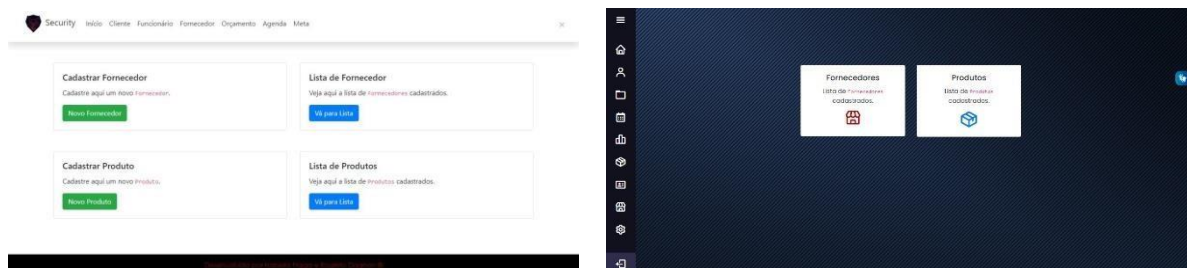 Security Início Cliente Funcionário Fornecedor Orçamento Agenda Meta
Cadastrar Fornecedor
Cadastre aqui um novo Fornecedor.
Novo Fornecedor
Lista de Fornecedor
Veja aqui a lista de Fornecedores cadastrados.
Vá para Lista
Cadastrar Produto
Cadastre aqui um novo Produto.
Novo Produto
Lista de Produtos
Veja aqui a lista de Produtos cadastrados.
Vá para Lista
Fornecedores
Lista de Fornecedores
cadastrados.
Produtos
Lista de Produtos
cadastrados.